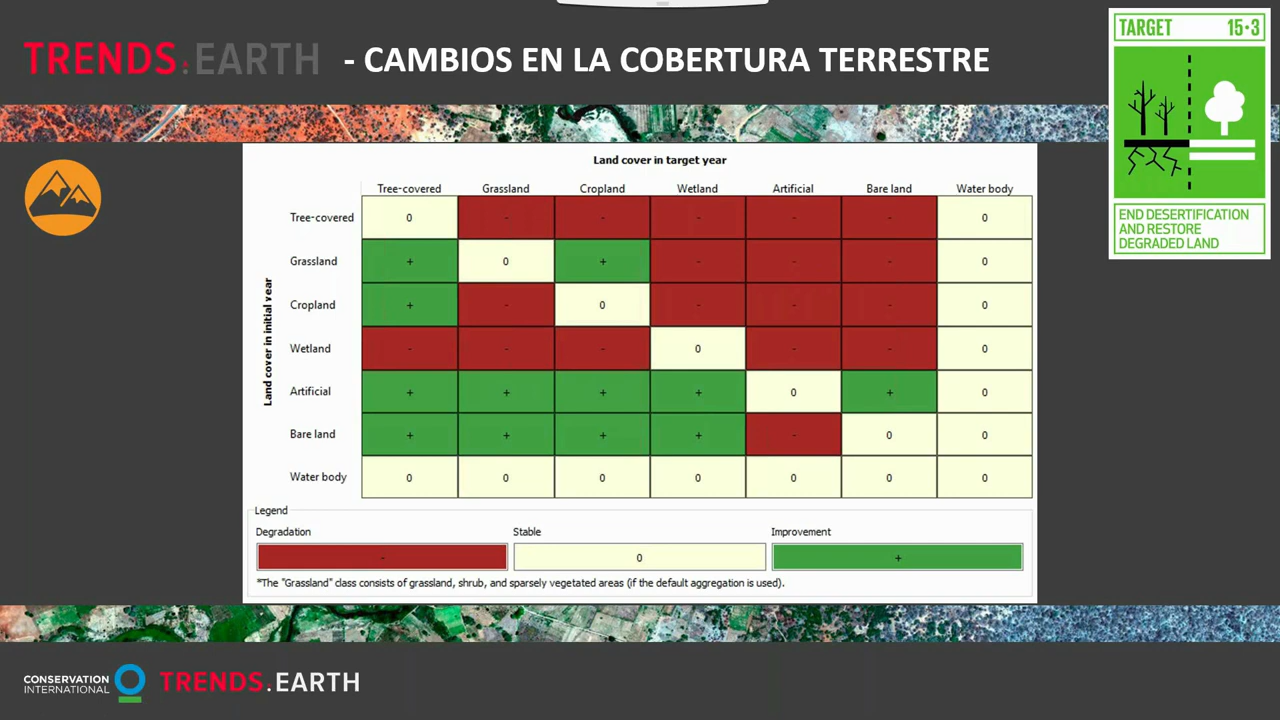 TRENDS.EARTH - CAMBIOS EN LA COBERTURA TERRESTRE
TARGET 15·3
END DESERTIFICATION
AND RESTORE
DEGRADED LAND
Land cover in target year
Tree-covered Grassland Cropland Wetland Artificial Bare land Water body
Land cover in initial year
Tree-covered 0 - - - - - 0
Grassland + 0 + - - - 0
Cropland + - 0 - - - 0
Wetland - - - 0 - - 0
Artificial + + + + 0 + 0
Bare land + + + + - 0 0
Water body 0 0 0 0 0 0 0
Legend
Degradation Stable Improvement
- 0 +
*The "Grassland" class consists of grassland, shrub, and sparsely vegetated areas (if the default aggregation is used).
CONSERVATION
INTERNATIONAL
TRENDS.EARTH